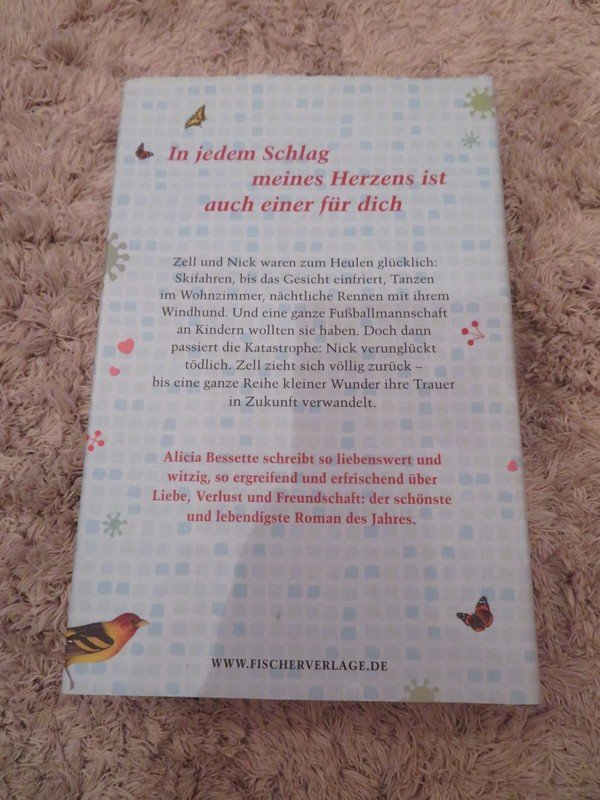 In jedem Schlag
meines Herzens ist
auch einer für dich
Zell und Nick waren zum Heulen glücklich:
Skifahren, bis das Gesicht einfriert, Tanzen
im Wohnzimmer, nächtliche Rennen mit ihrem
Windhund. Und eine ganze Fußballmannschaft
an Kindern wollten sie haben. Doch dann
passiert die Katastrophe: Nick verunglückt
tödlich. Zell zieht sich völlig zurück –
bis eine ganze Reihe kleiner Wunder ihre Trauer
in Zukunft verwandelt.
Alicia Bessette schreibt so liebenswert und
witzig, so ergreifend und erfrischend über
Liebe, Verlust und Freundschaft: der schönste
und lebendigste Roman des Jahres.
WWW.FISCHERVERLAGE.DE